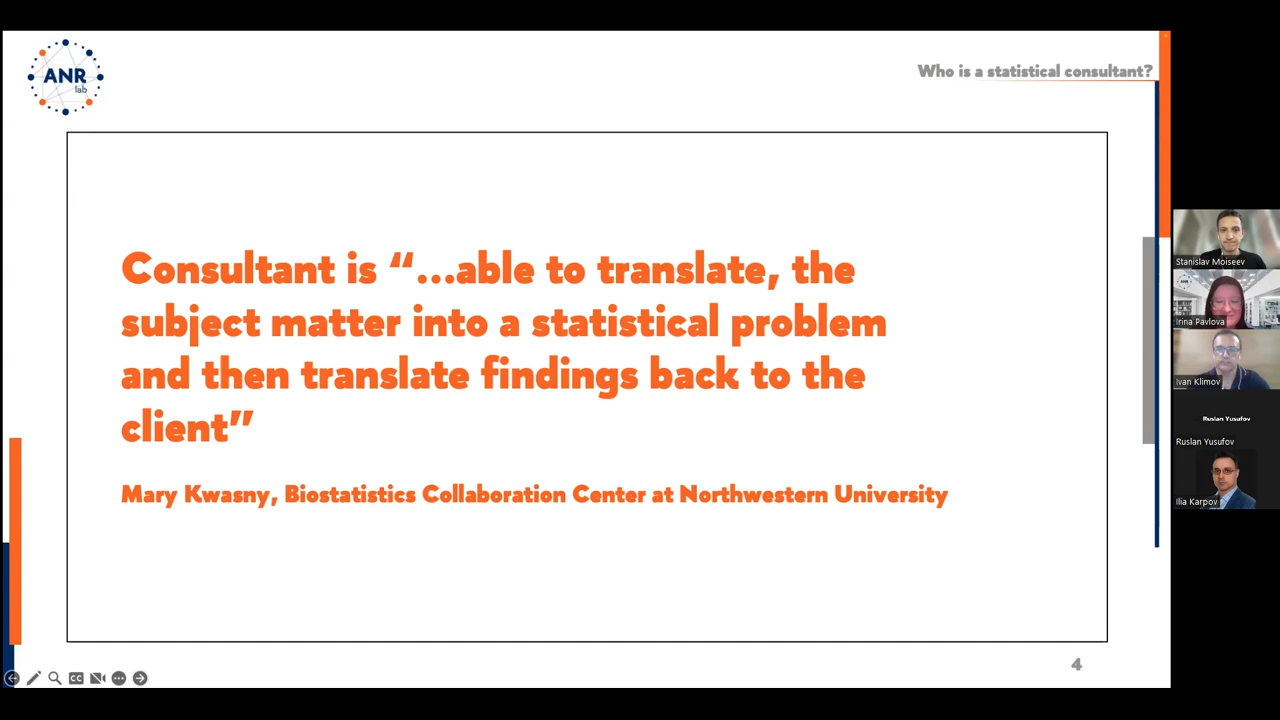 ANR
lab
Who is a statistical consultant?
Consultant is “...able to translate, the
subject matter into a statistical problem
and then translate findings back to the
client”
Mary Kwasny, Biostatistics Collaboration Center at Northwestern University
4
CC
Stanislav Moiseev
Irina Pavlova
Ivan Klimov
Ruslan Yusufov
Ruslan Yusufov
Ilia Karpov